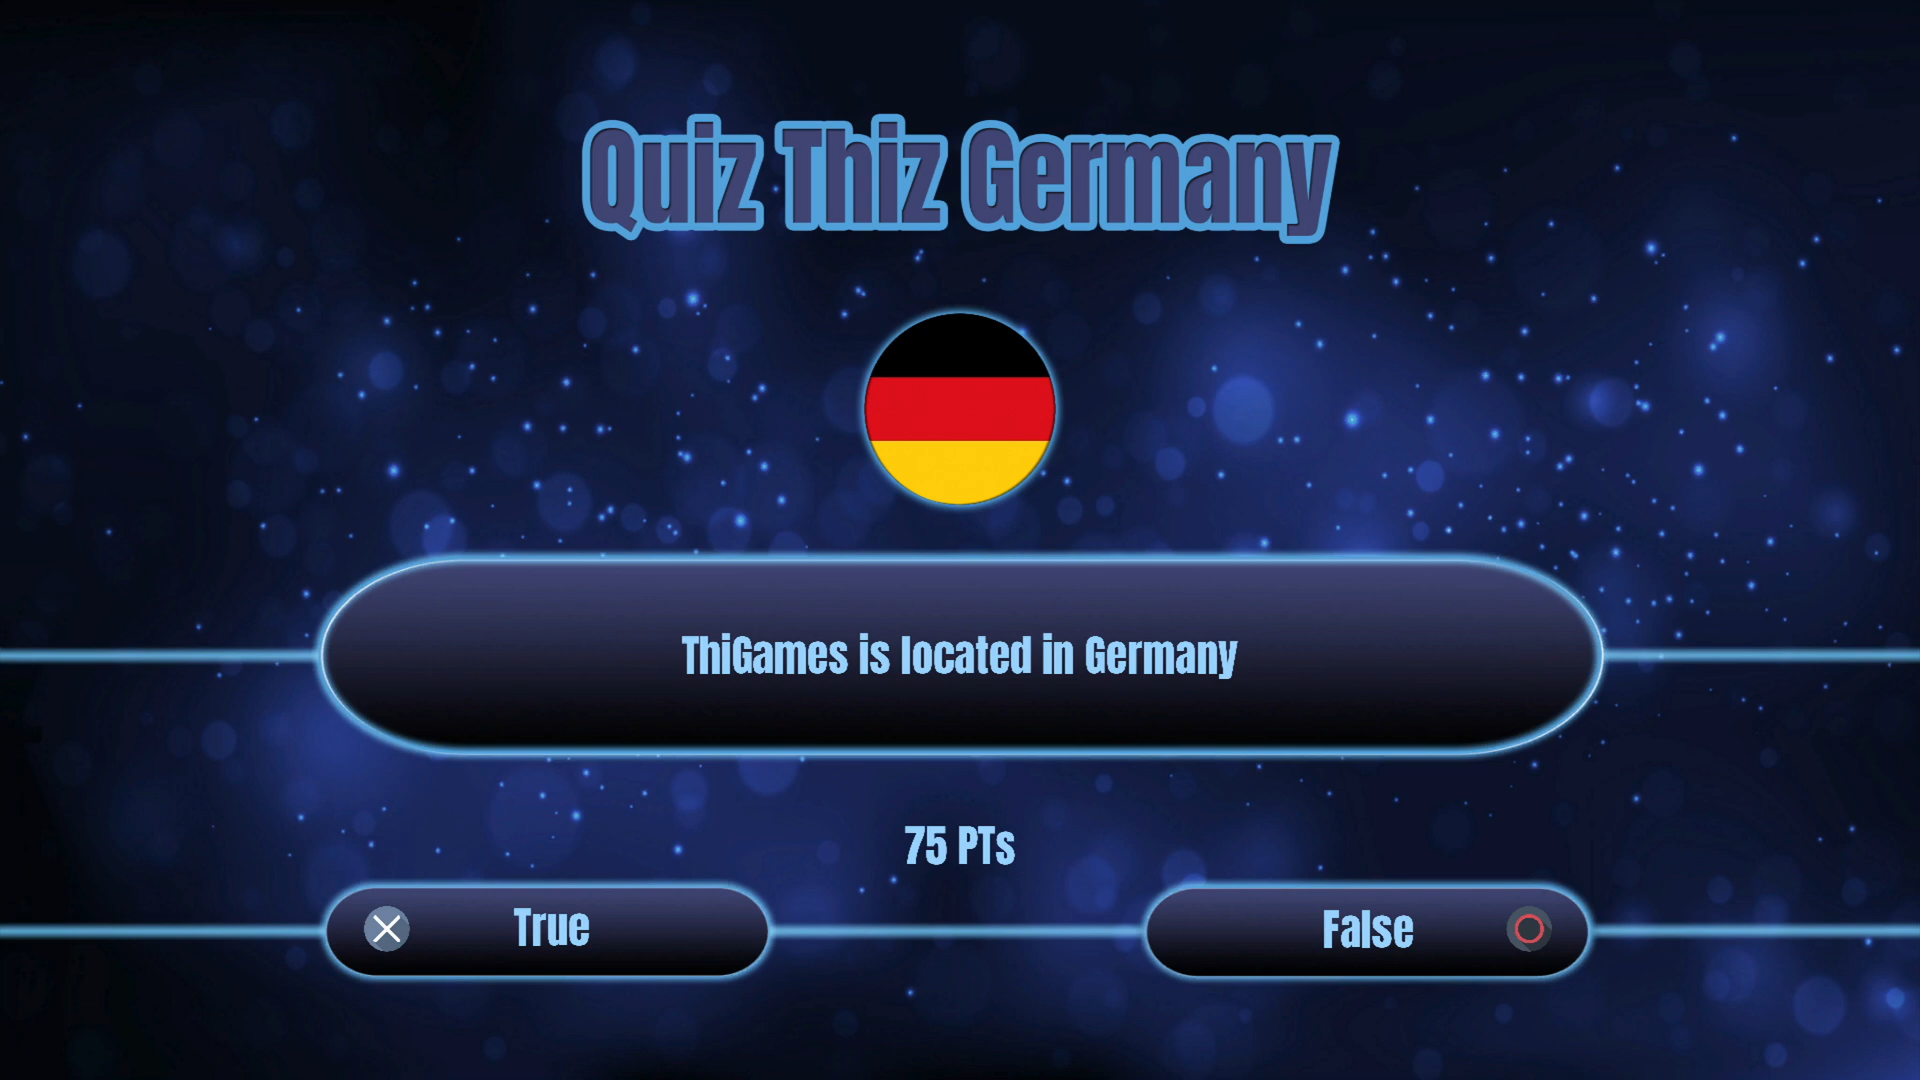 Quiz Thiz Germany
ThiGames is located in Germany
75 PTs
True
False